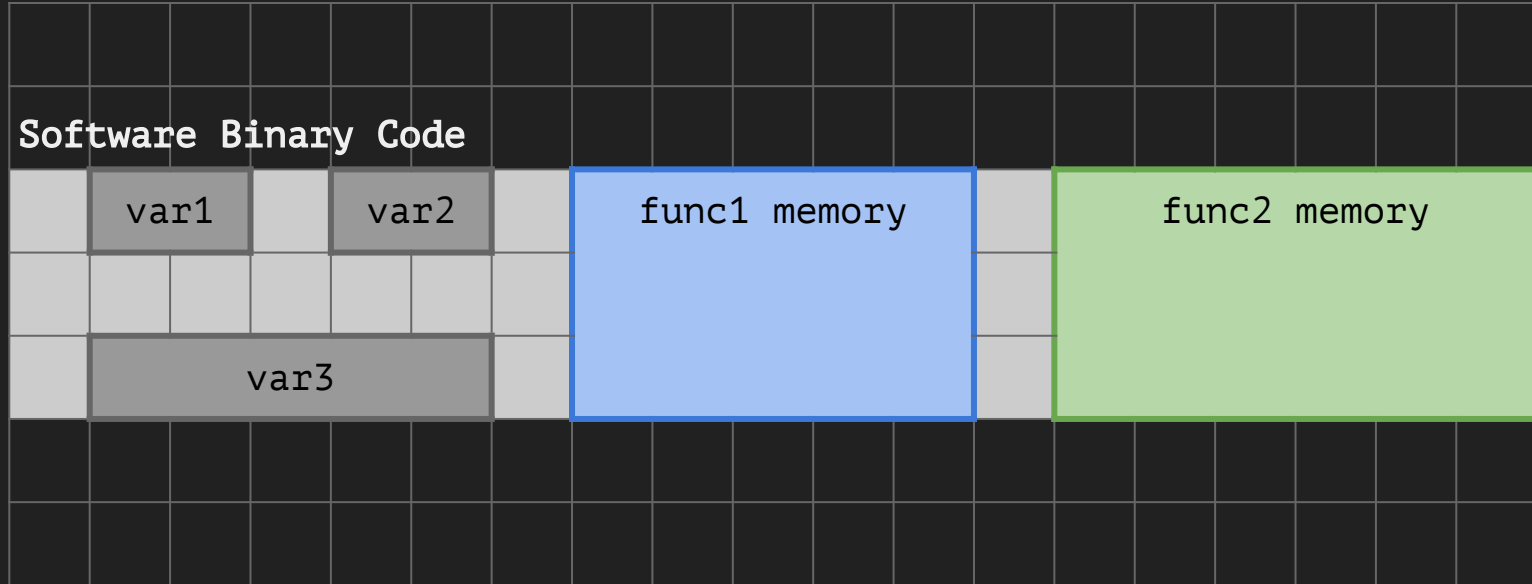 Software Binary Code
var1
var2
func1 memory
func2 memory
var3